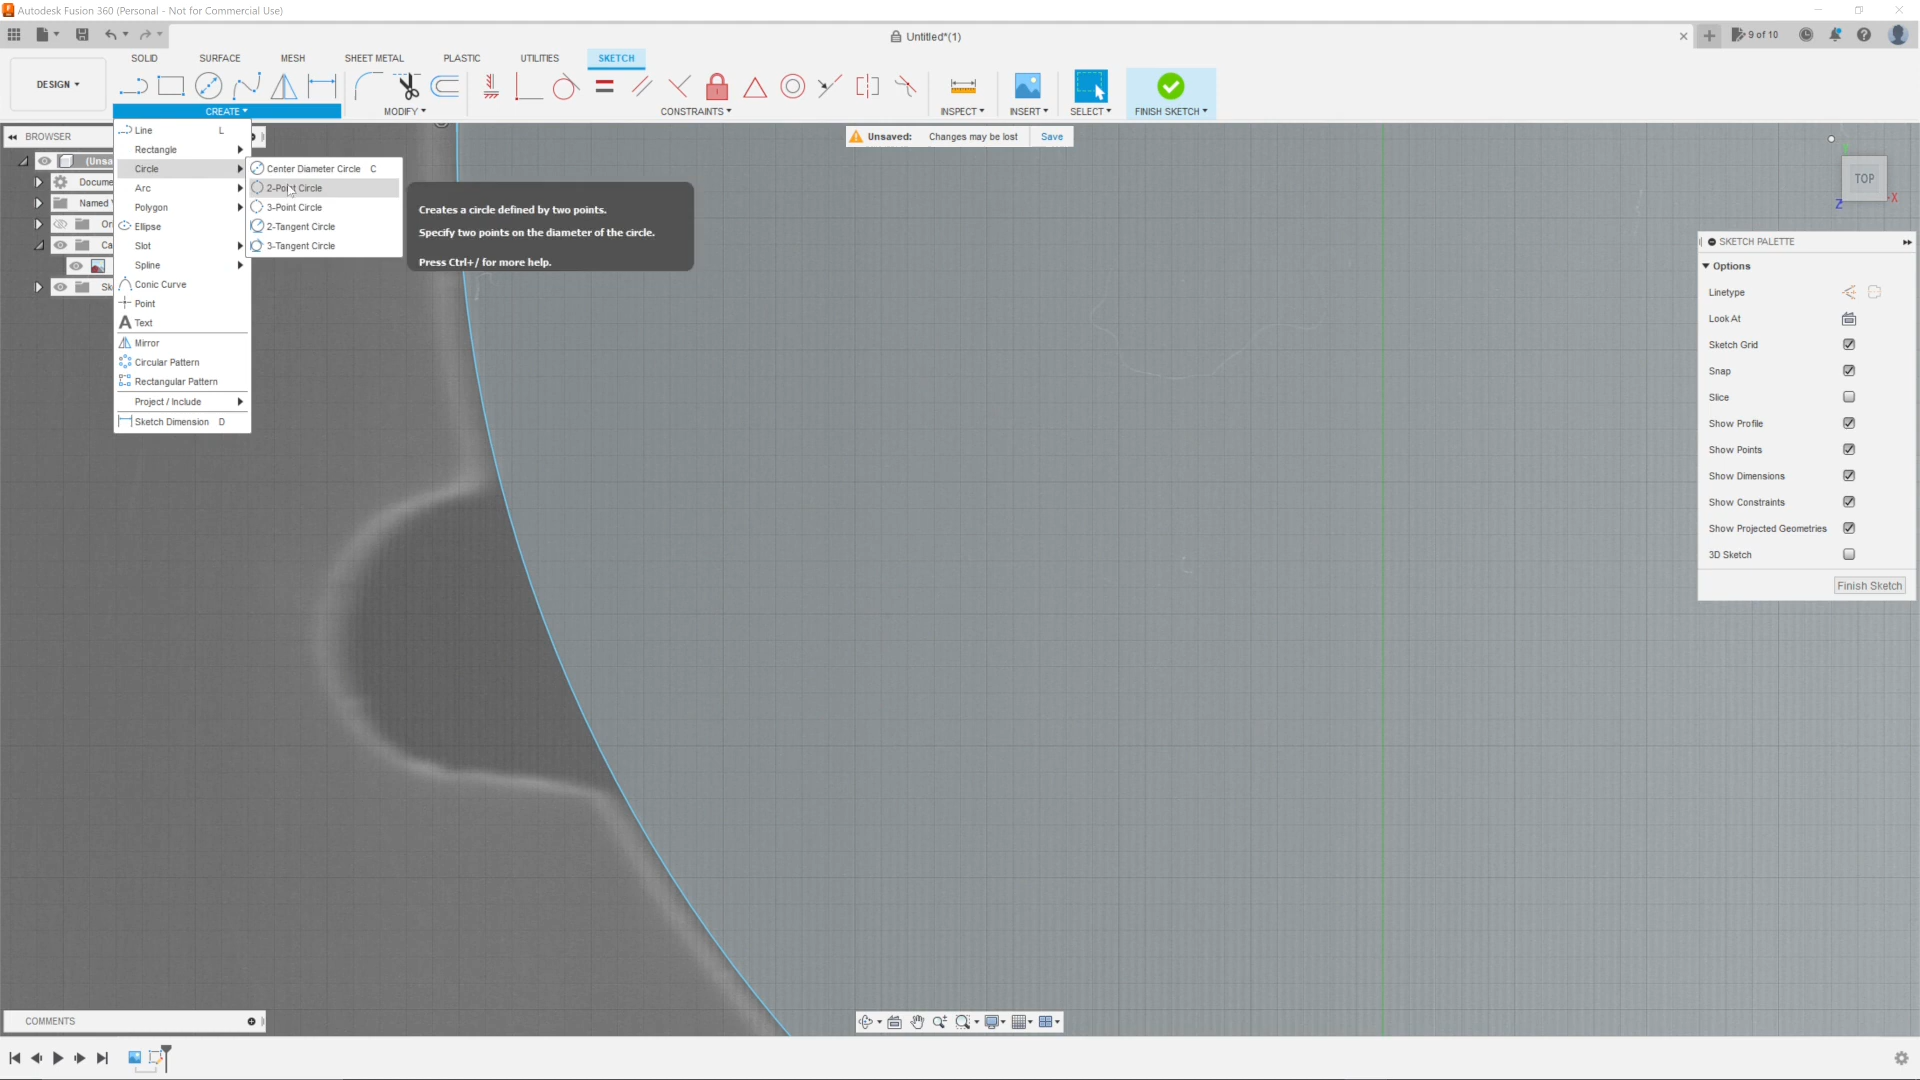 Autodesk Fusion 360 (Personal - Not for Commercial Use)
Untitled*(1)
9 of 10
SOLID
SURFACE
MESH
SHEET METAL
PLASTIC
UTILITIES
SKETCH
DESIGN
CREATE
MODIFY
CONSTRAINTS
INSPECT
INSERT
SELECT
FINISH SKETCH
BROWSER
Unsaved: Changes may be lost Save
(Unsa
Docume
Named
Or
Ca
Sk
Line L
Rectangle
Circle
Arc
Polygon
Ellipse
Slot
Spline
Conic Curve
Point
Text
Mirror
Circular Pattern
Rectangular Pattern
Project / Include
Sketch Dimension D
Center Diameter Circle C
2-Point Circle
3-Point Circle
2-Tangent Circle
3-Tangent Circle
Creates a circle defined by two points.
Specify two points on the diameter of the circle.
Press Ctrl+/ for more help.
TOP
X
Z
SKETCH PALETTE
Options
Linetype
Look At
Sketch Grid
Snap
Slice
Show Profile
Show Points
Show Dimensions
Show Constraints
Show Projected Geometries
3D Sketch
Finish Sketch
COMMENTS